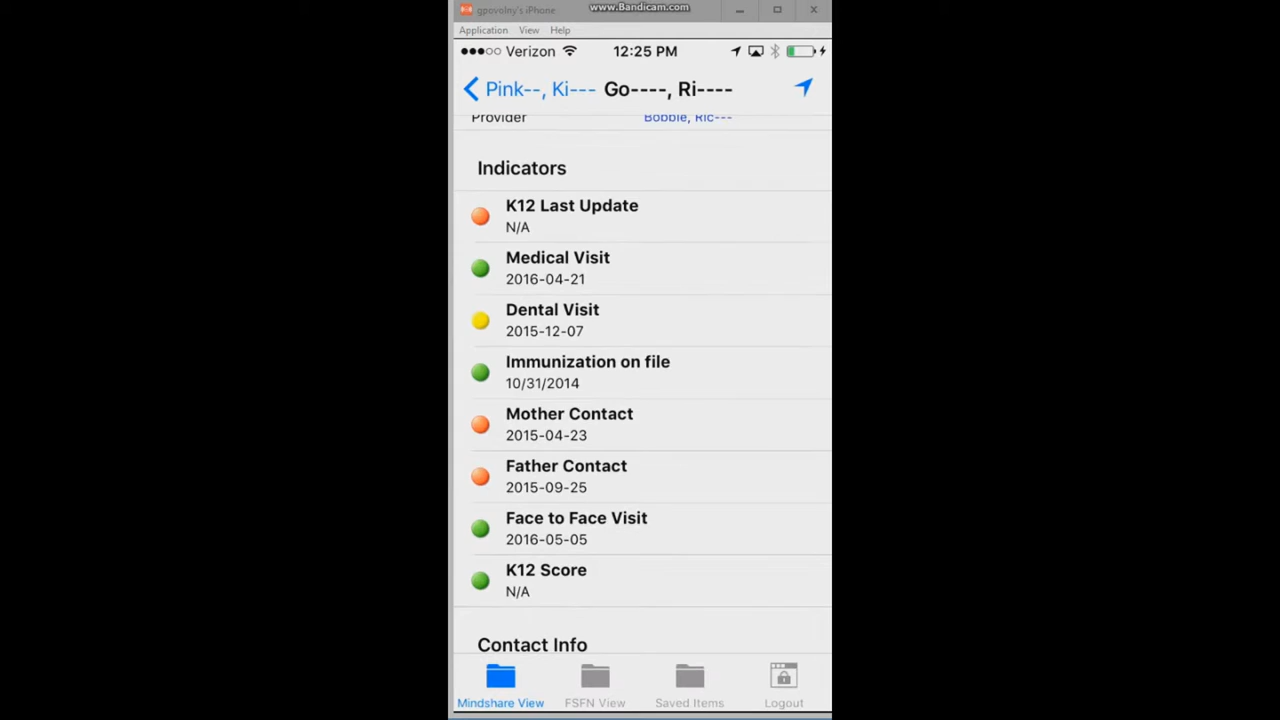 gpovolny's iPhone
www.Bandicam.com
Application View Help
Verizon 12:25 PM
Pink--, Ki--- Go----, Ri----
Provider Bobbie, Ric---
Indicators
K12 Last Update
N/A
Medical Visit
2016-04-21
Dental Visit
2015-12-07
Immunization on file
10/31/2014
Mother Contact
2015-04-23
Father Contact
2015-09-25
Face to Face Visit
2016-05-05
K12 Score
N/A
Contact Info
Mindshare View FSFN View Saved Items Logout